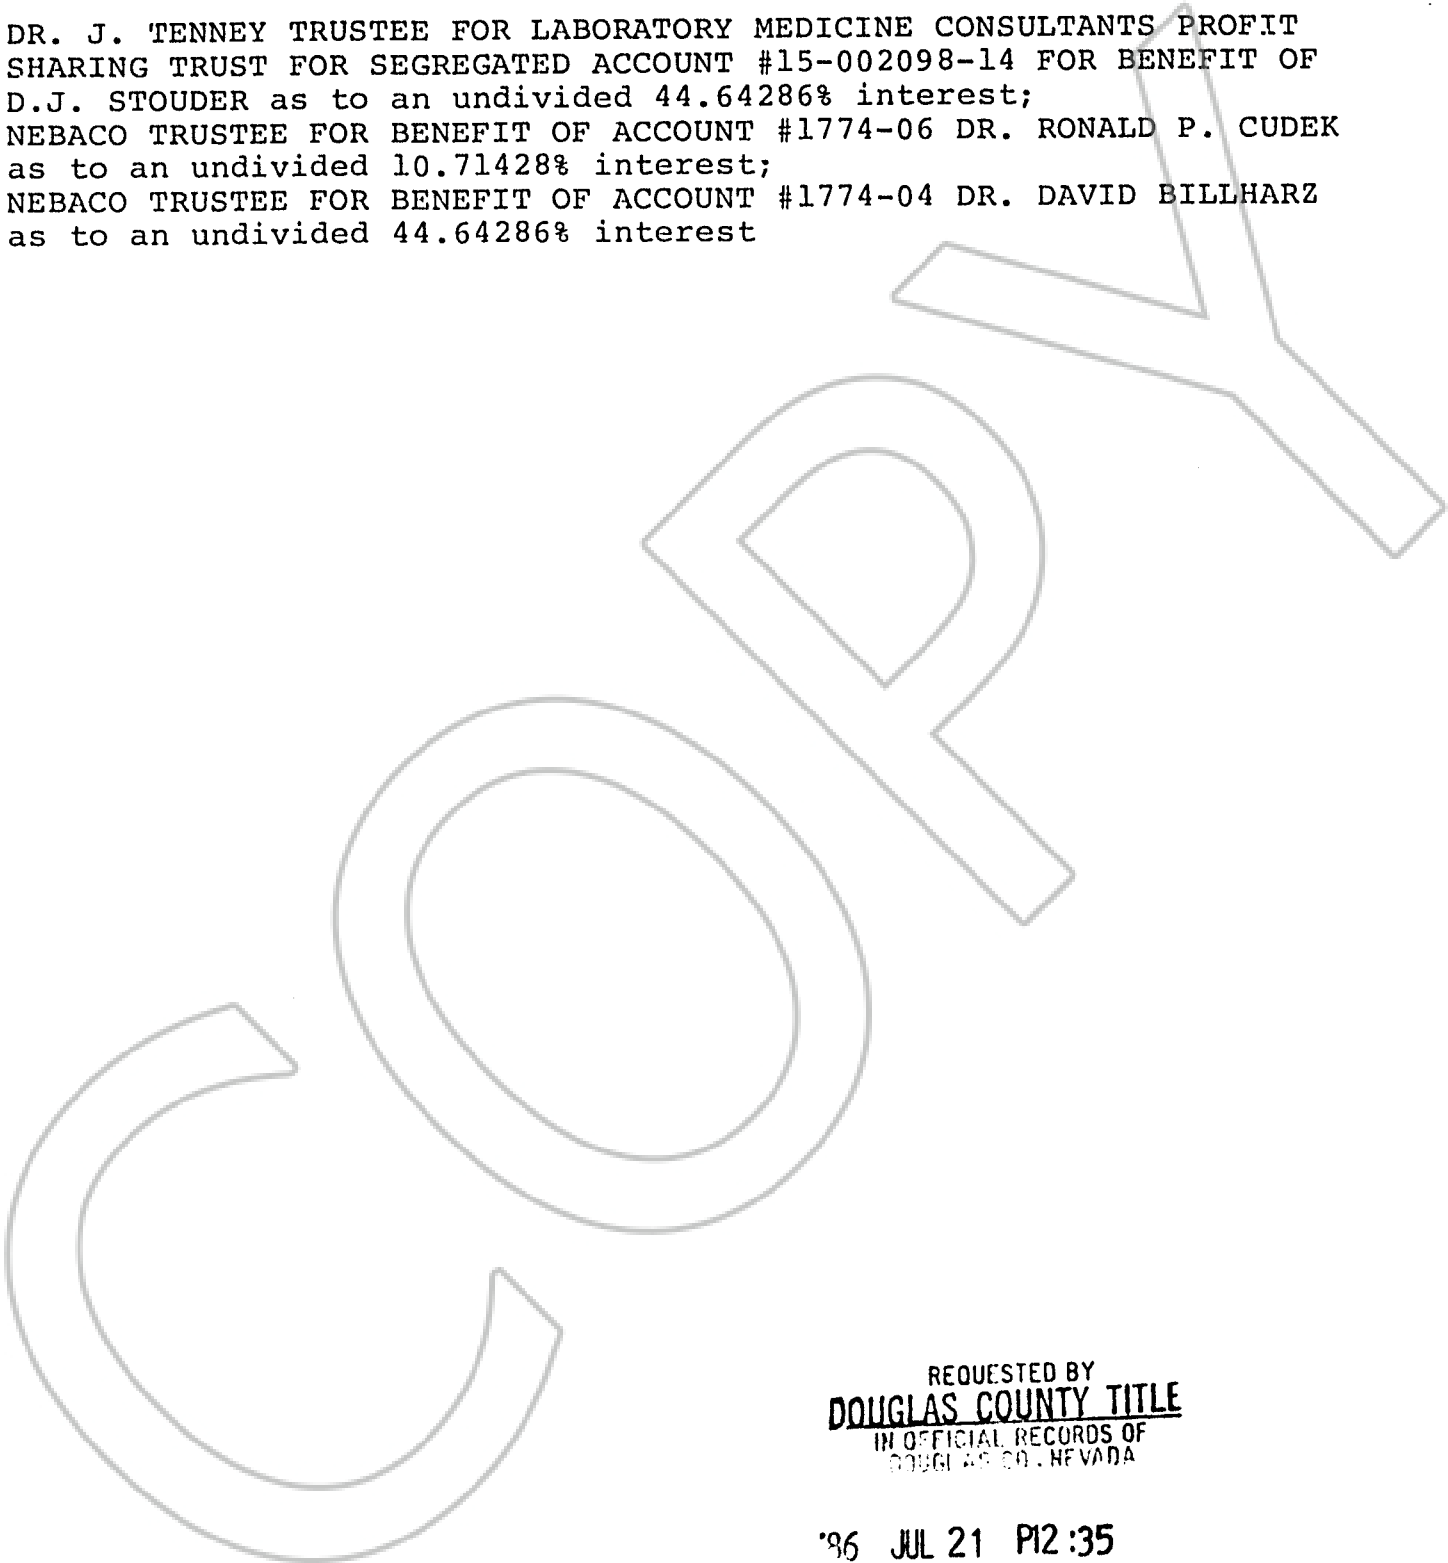 DR. J. TENNEY TRUSTEE FOR LABORATORY MEDICINE CONSULTANTS PROFIT
SHARING TRUST FOR SEGREGATED ACCOUNT #15-002098-14 FOR BENEFIT OF
D.J. STOUDER as to an undivided 44.64286% interest;
NEBACO TRUSTEE FOR BENEFIT OF ACCOUNT #1774-06 DR. RONALD P. CUDEK
as to an undivided 10.71428% interest;
NEBACO TRUSTEE FOR BENEFIT OF ACCOUNT #1774-04 DR. DAVID BILLHARZ
as to an undivided 44.64286% interest
COPY
REQUESTED BY
DOUGLAS COUNTY TITLE
IN OFFICIAL RECORDS OF
DOUGLAS CO. NEVADA
'86 JUL 21 P12:35